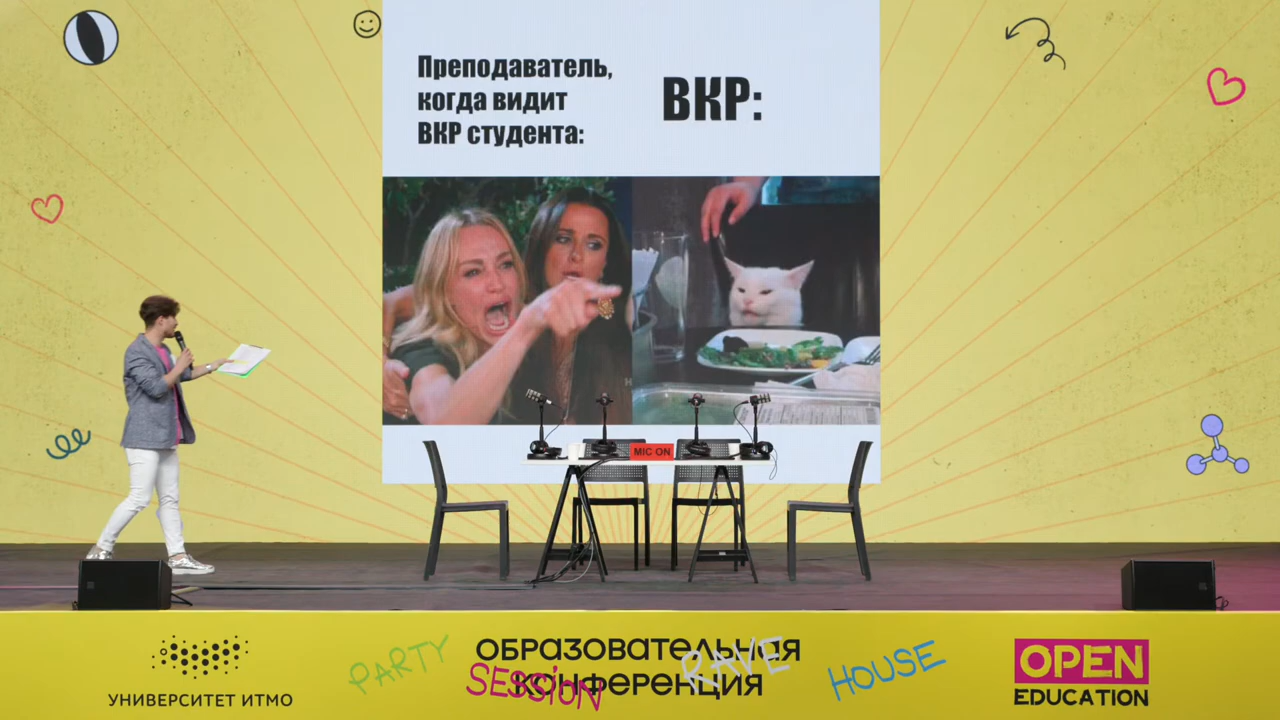 Преподаватель,
когда видит
ВКР студента:
ВКР:
MIC ON
УНИВЕРСИТЕТ ИТМО
PARTY
ОБРАЗОВАТЕЛЬНАЯ
КОНФЕРЕНЦИЯ
SESSION
RAVE
HOUSE
OPEN
EDUCATION